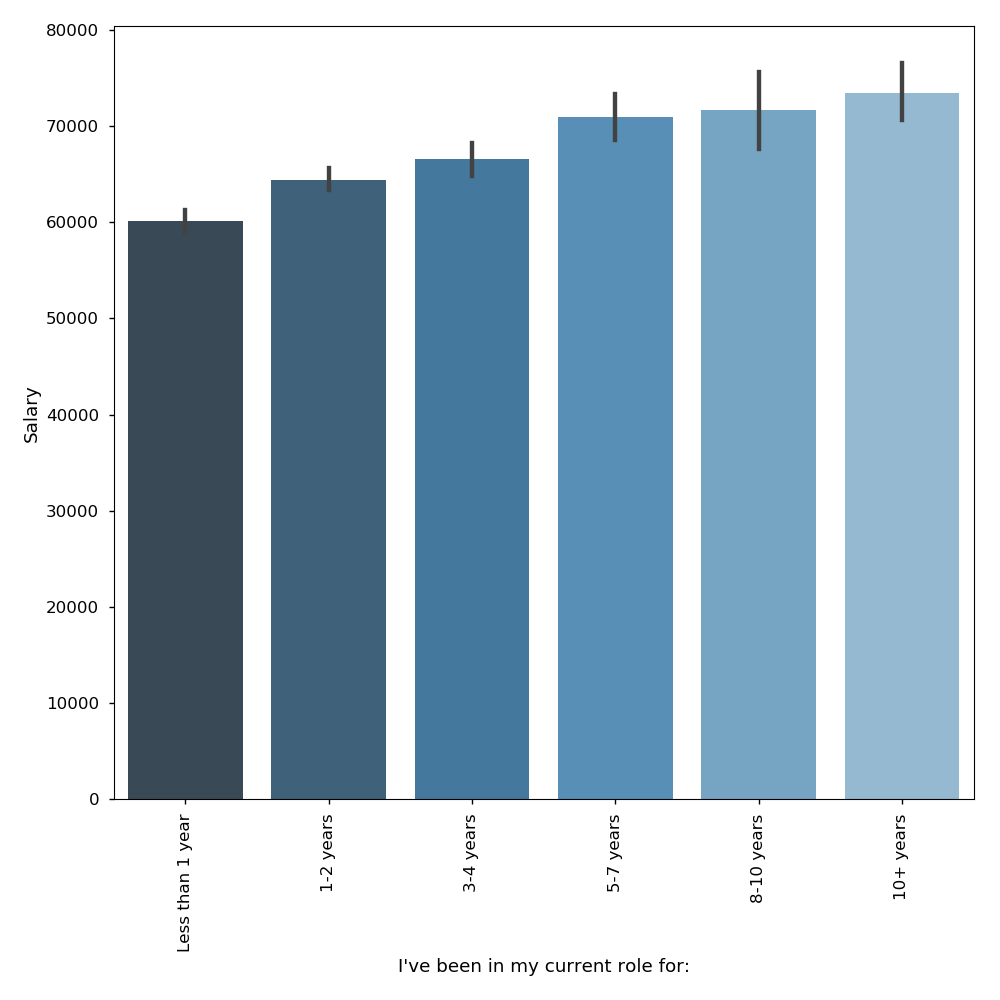 80000
70000
60000
50000
40000
30000
20000
10000
0
Salary
Less than 1 year
1-2 years
3-4 years
5-7 years
8-10 years
10+ years
I've been in my current role for: